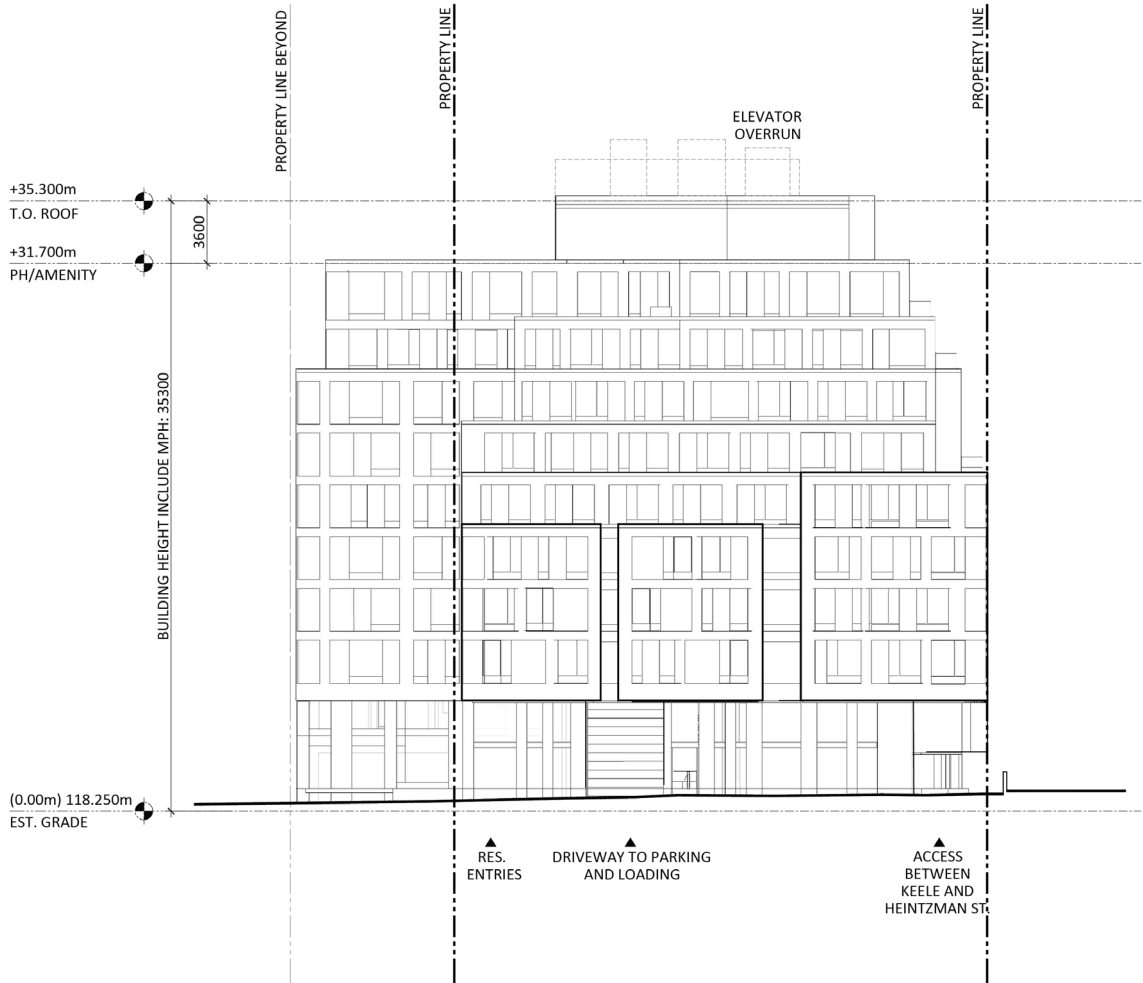 PROPERTY LINE BEYOND
PROPERTY LINE
PROPERTY LINE
ELEVATOR
OVERRUN
+35.300m
T.O. ROOF
3600
+31.700m
PH/AMENITY
BUILDING HEIGHT INCLUDE MPH: 35300
(0.00m) 118.250m
EST. GRADE
RES.
ENTRIES
DRIVEWAY TO PARKING
AND LOADING
ACCESS
BETWEEN
KEELE AND
HEINTZMAN ST.